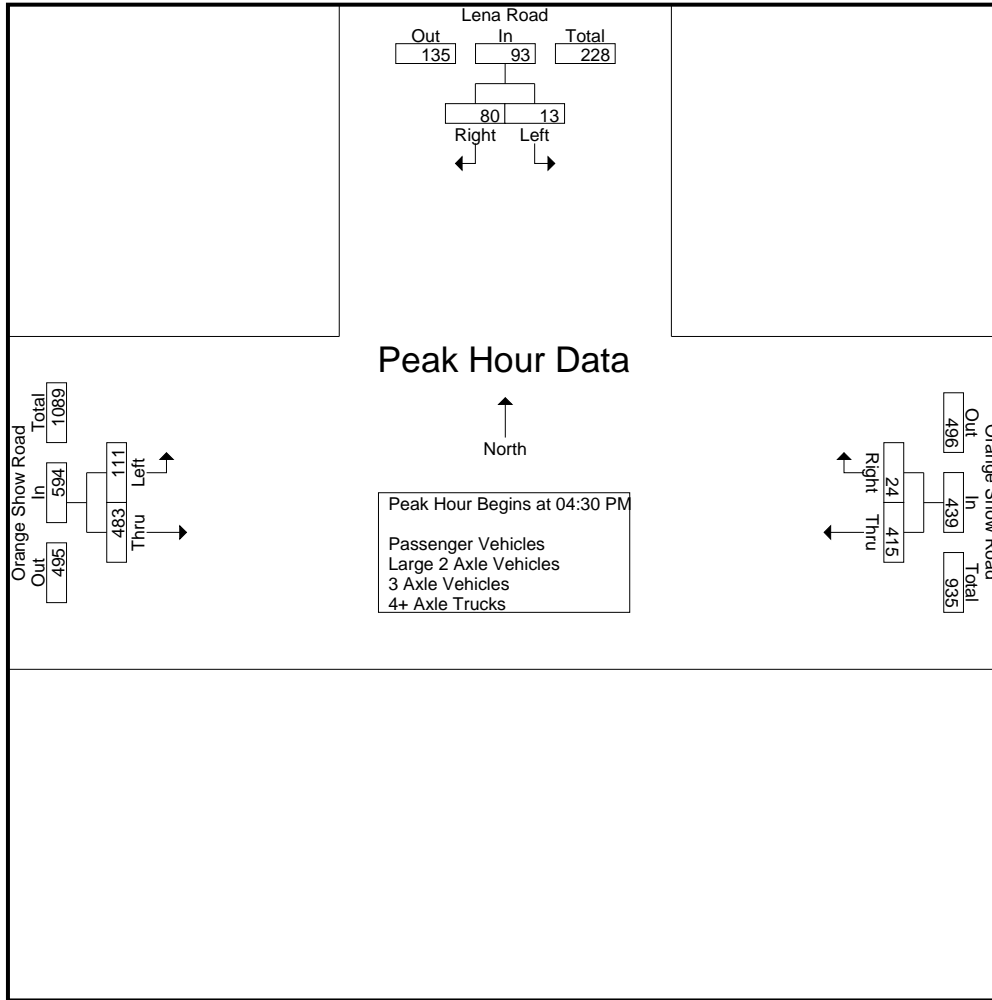 Lena Road
Out In Total
135 93 228
80 13
Right Left
Peak Hour Data
North
Peak Hour Begins at 04:30 PM
Passenger Vehicles
Large 2 Axle Vehicles
3 Axle Vehicles
4+ Axle Trucks
Orange Show Road
Out In Total
495 594 1089
Thru Left
483 111
Orange Show Road
Out In Total
496 439 935
24 415
Right Thru